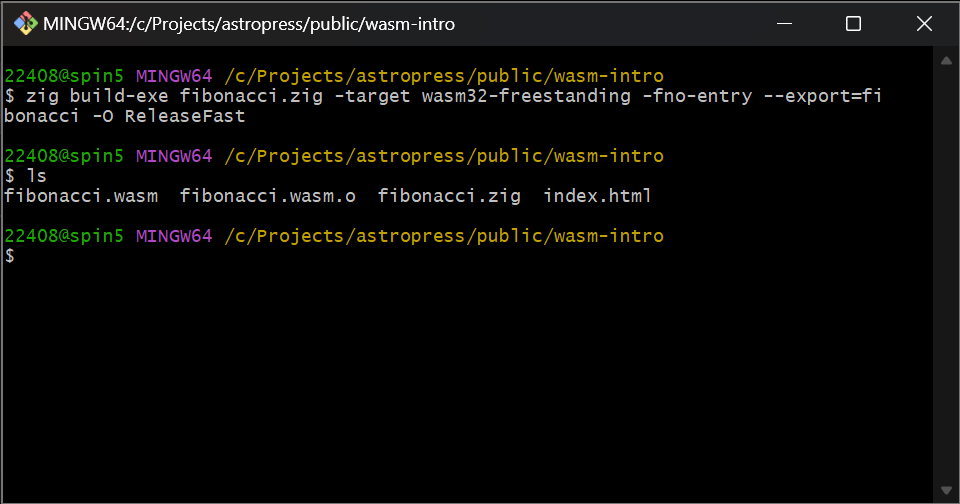 MINGW64:/c/Projects/astropress/public/wasm-intro
22408@spin5 MINGW64 /c/Projects/astropress/public/wasm-intro
$ zig build-exe fibonacci.zig -target wasm32-freestanding -fno-entry --export=fi
bonacci -O ReleaseFast
22408@spin5 MINGW64 /c/Projects/astropress/public/wasm-intro
$ ls
fibonacci.wasm  fibonacci.wasm.o  fibonacci.zig  index.html
22408@spin5 MINGW64 /c/Projects/astropress/public/wasm-intro
$